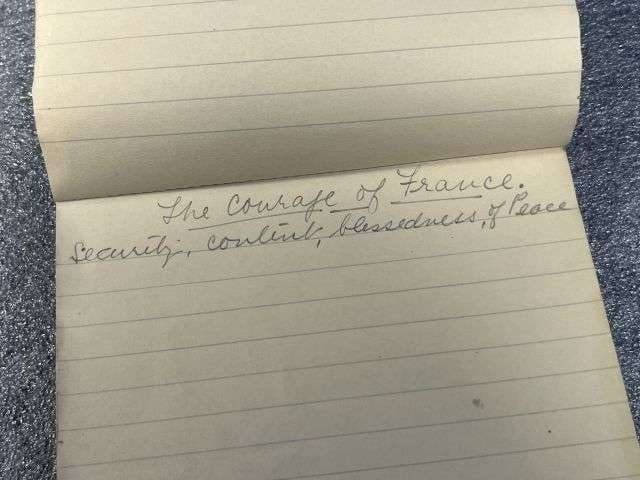 The Courage of France.
Security, content, blessedness, of Peace